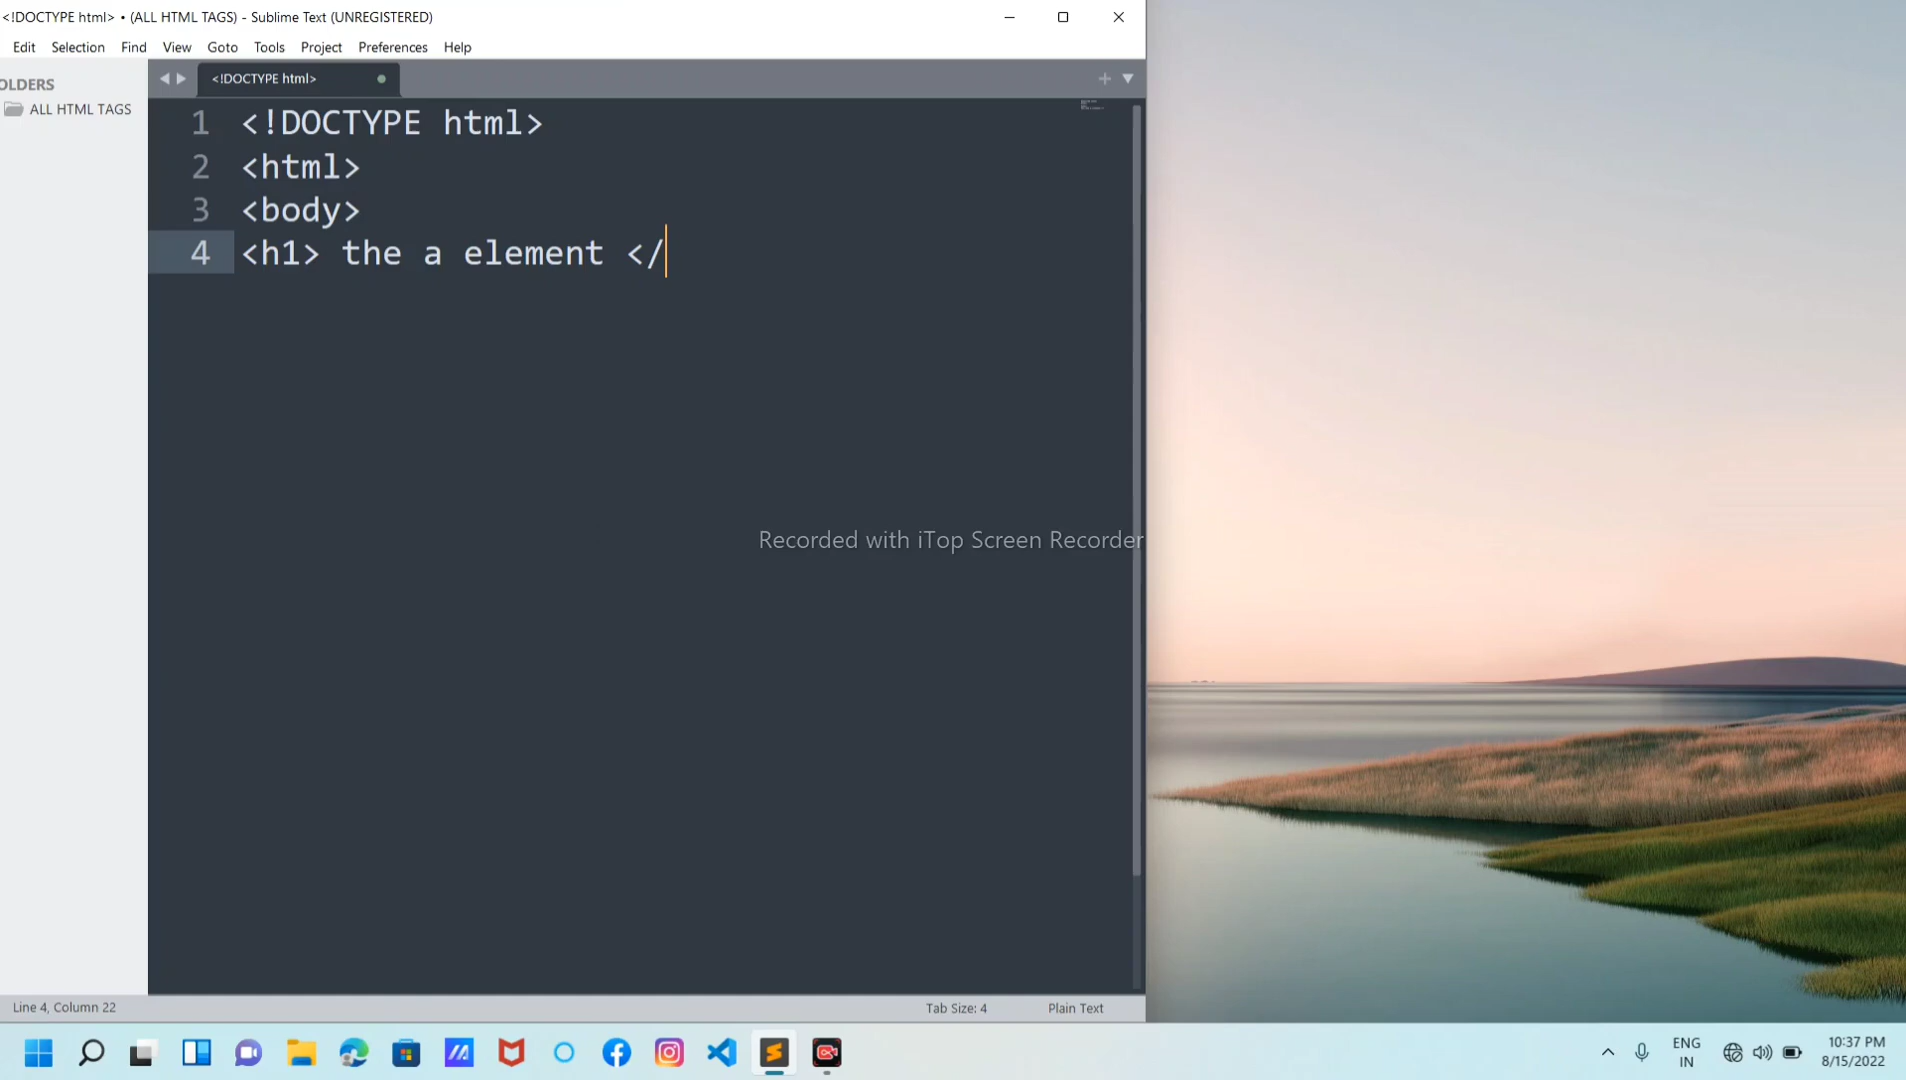 <!DOCTYPE html> • (ALL HTML TAGS) - Sublime Text (UNREGISTERED)
Edit Selection Find View Goto Tools Project Preferences Help
OLDERS
<!DOCTYPE html>
ALL HTML TAGS
1 <!DOCTYPE html>
2 <html>
3 <body>
4 <h1> the a element </
Recorded with iTop Screen Recorder
Line 4, Column 22 Tab Size: 4 Plain Text
ENG
IN
10:37 PM
8/15/2022